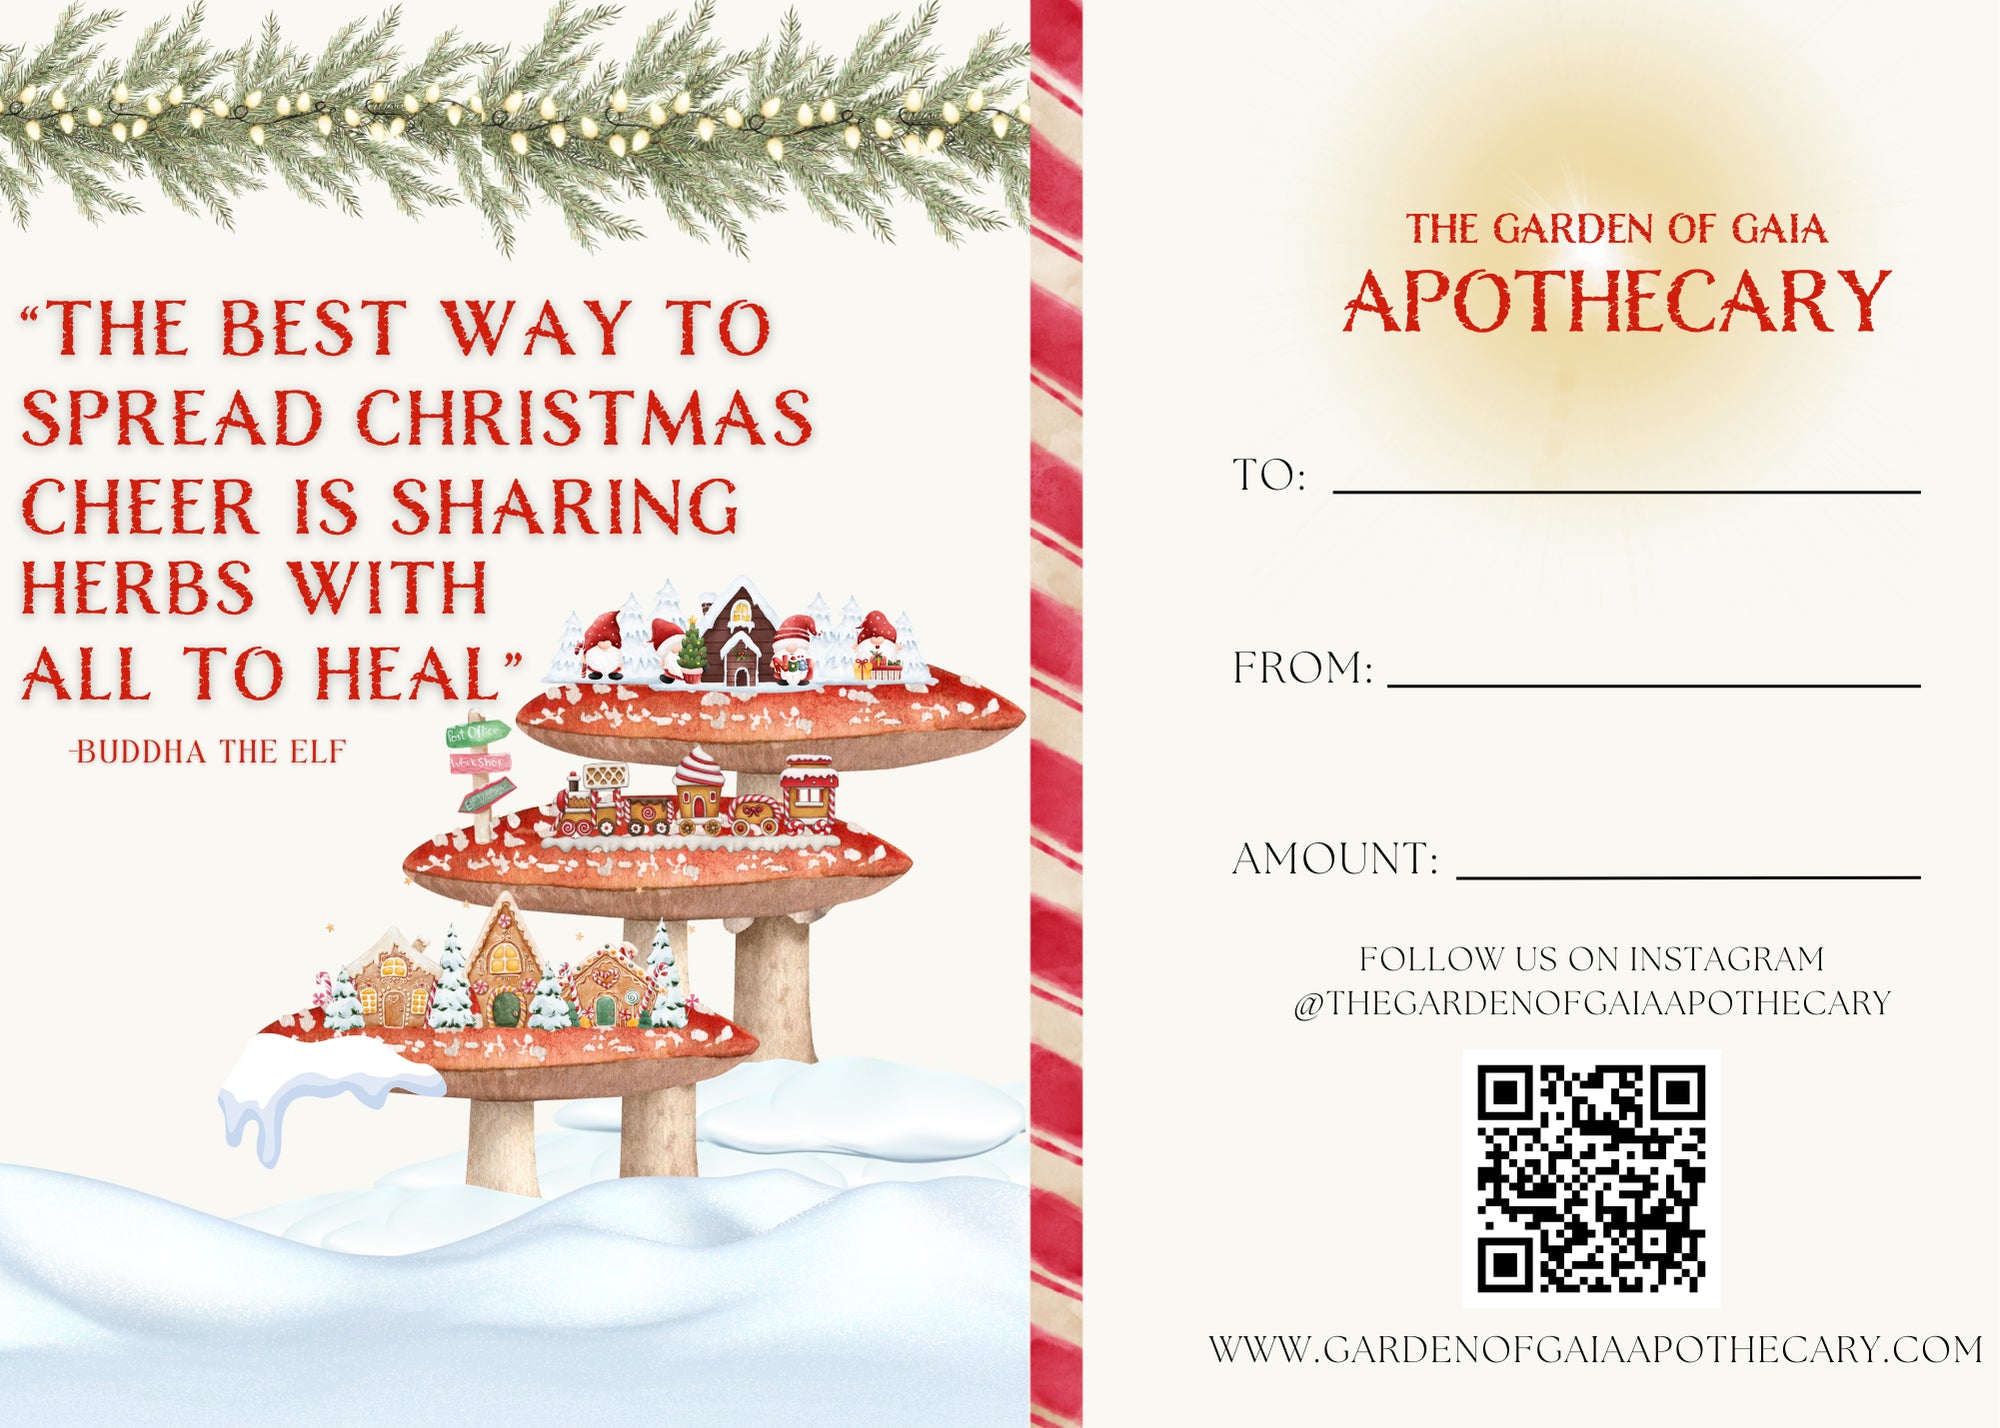 “THE BEST WAY TO
SPREAD CHRISTMAS
CHEER IS SHARING
HERBS WITH
ALL TO HEAL”
-BUDDHA THE ELF
Post Office
Workshop
THE GARDEN OF GAIA
APOTHECARY
TO:
FROM:
AMOUNT:
FOLLOW US ON INSTAGRAM
@THEGARDENOFGAIAAPOTHECARY
WWW.GARDENOFGAIAAPOTHECARY.COM